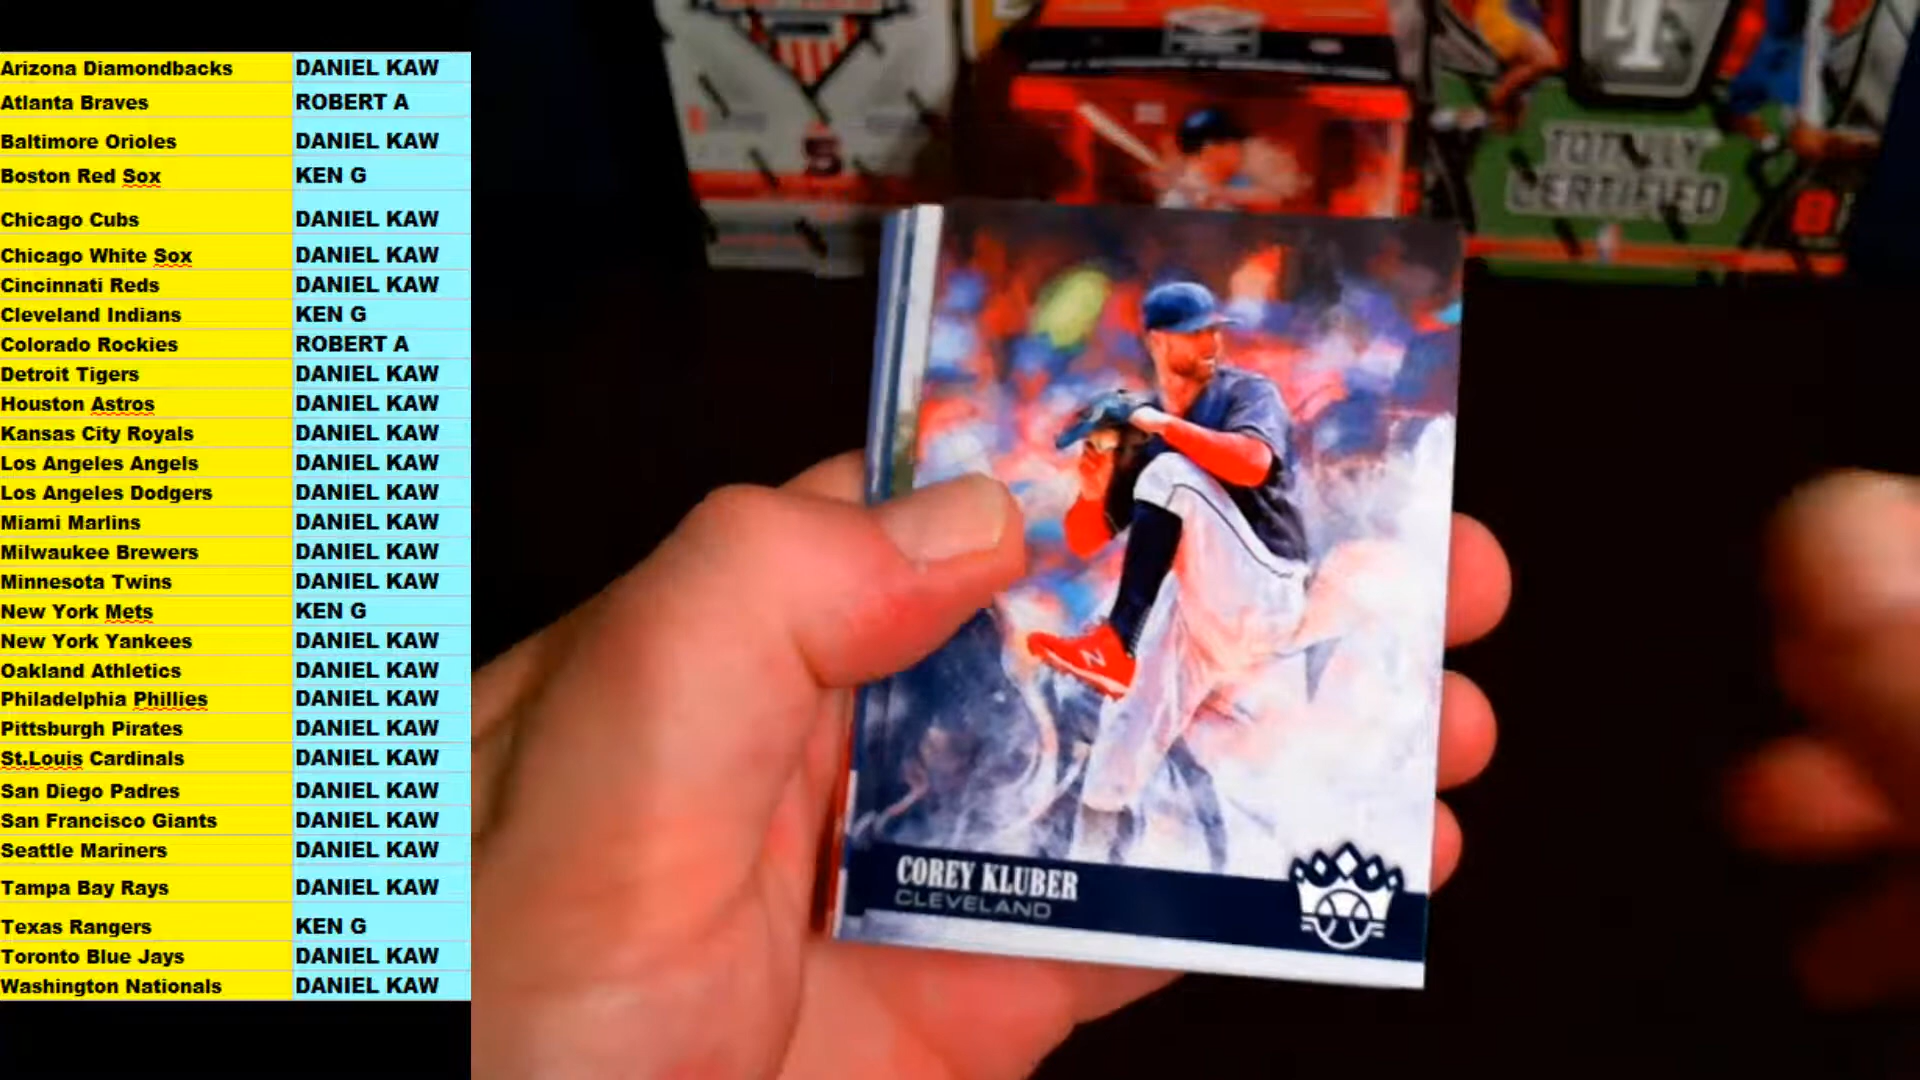 Arizona Diamondbacks DANIEL KAW
Atlanta Braves ROBERT A
Baltimore Orioles DANIEL KAW
Boston Red Sox KEN G
Chicago Cubs DANIEL KAW
Chicago White Sox DANIEL KAW
Cincinnati Reds DANIEL KAW
Cleveland Indians KEN G
Colorado Rockies ROBERT A
Detroit Tigers DANIEL KAW
Houston Astros DANIEL KAW
Kansas City Royals DANIEL KAW
Los Angeles Angels DANIEL KAW
Los Angeles Dodgers DANIEL KAW
Miami Marlins DANIEL KAW
Milwaukee Brewers DANIEL KAW
Minnesota Twins DANIEL KAW
New York Mets KEN G
New York Yankees DANIEL KAW
Oakland Athletics DANIEL KAW
Philadelphia Phillies DANIEL KAW
Pittsburgh Pirates DANIEL KAW
St.Louis Cardinals DANIEL KAW
San Diego Padres DANIEL KAW
San Francisco Giants DANIEL KAW
Seattle Mariners DANIEL KAW
Tampa Bay Rays DANIEL KAW
Texas Rangers KEN G
Toronto Blue Jays DANIEL KAW
Washington Nationals DANIEL KAW
TOTALLY
CERTIFIED
8
5
N
COREY KLUBER
CLEVELAND